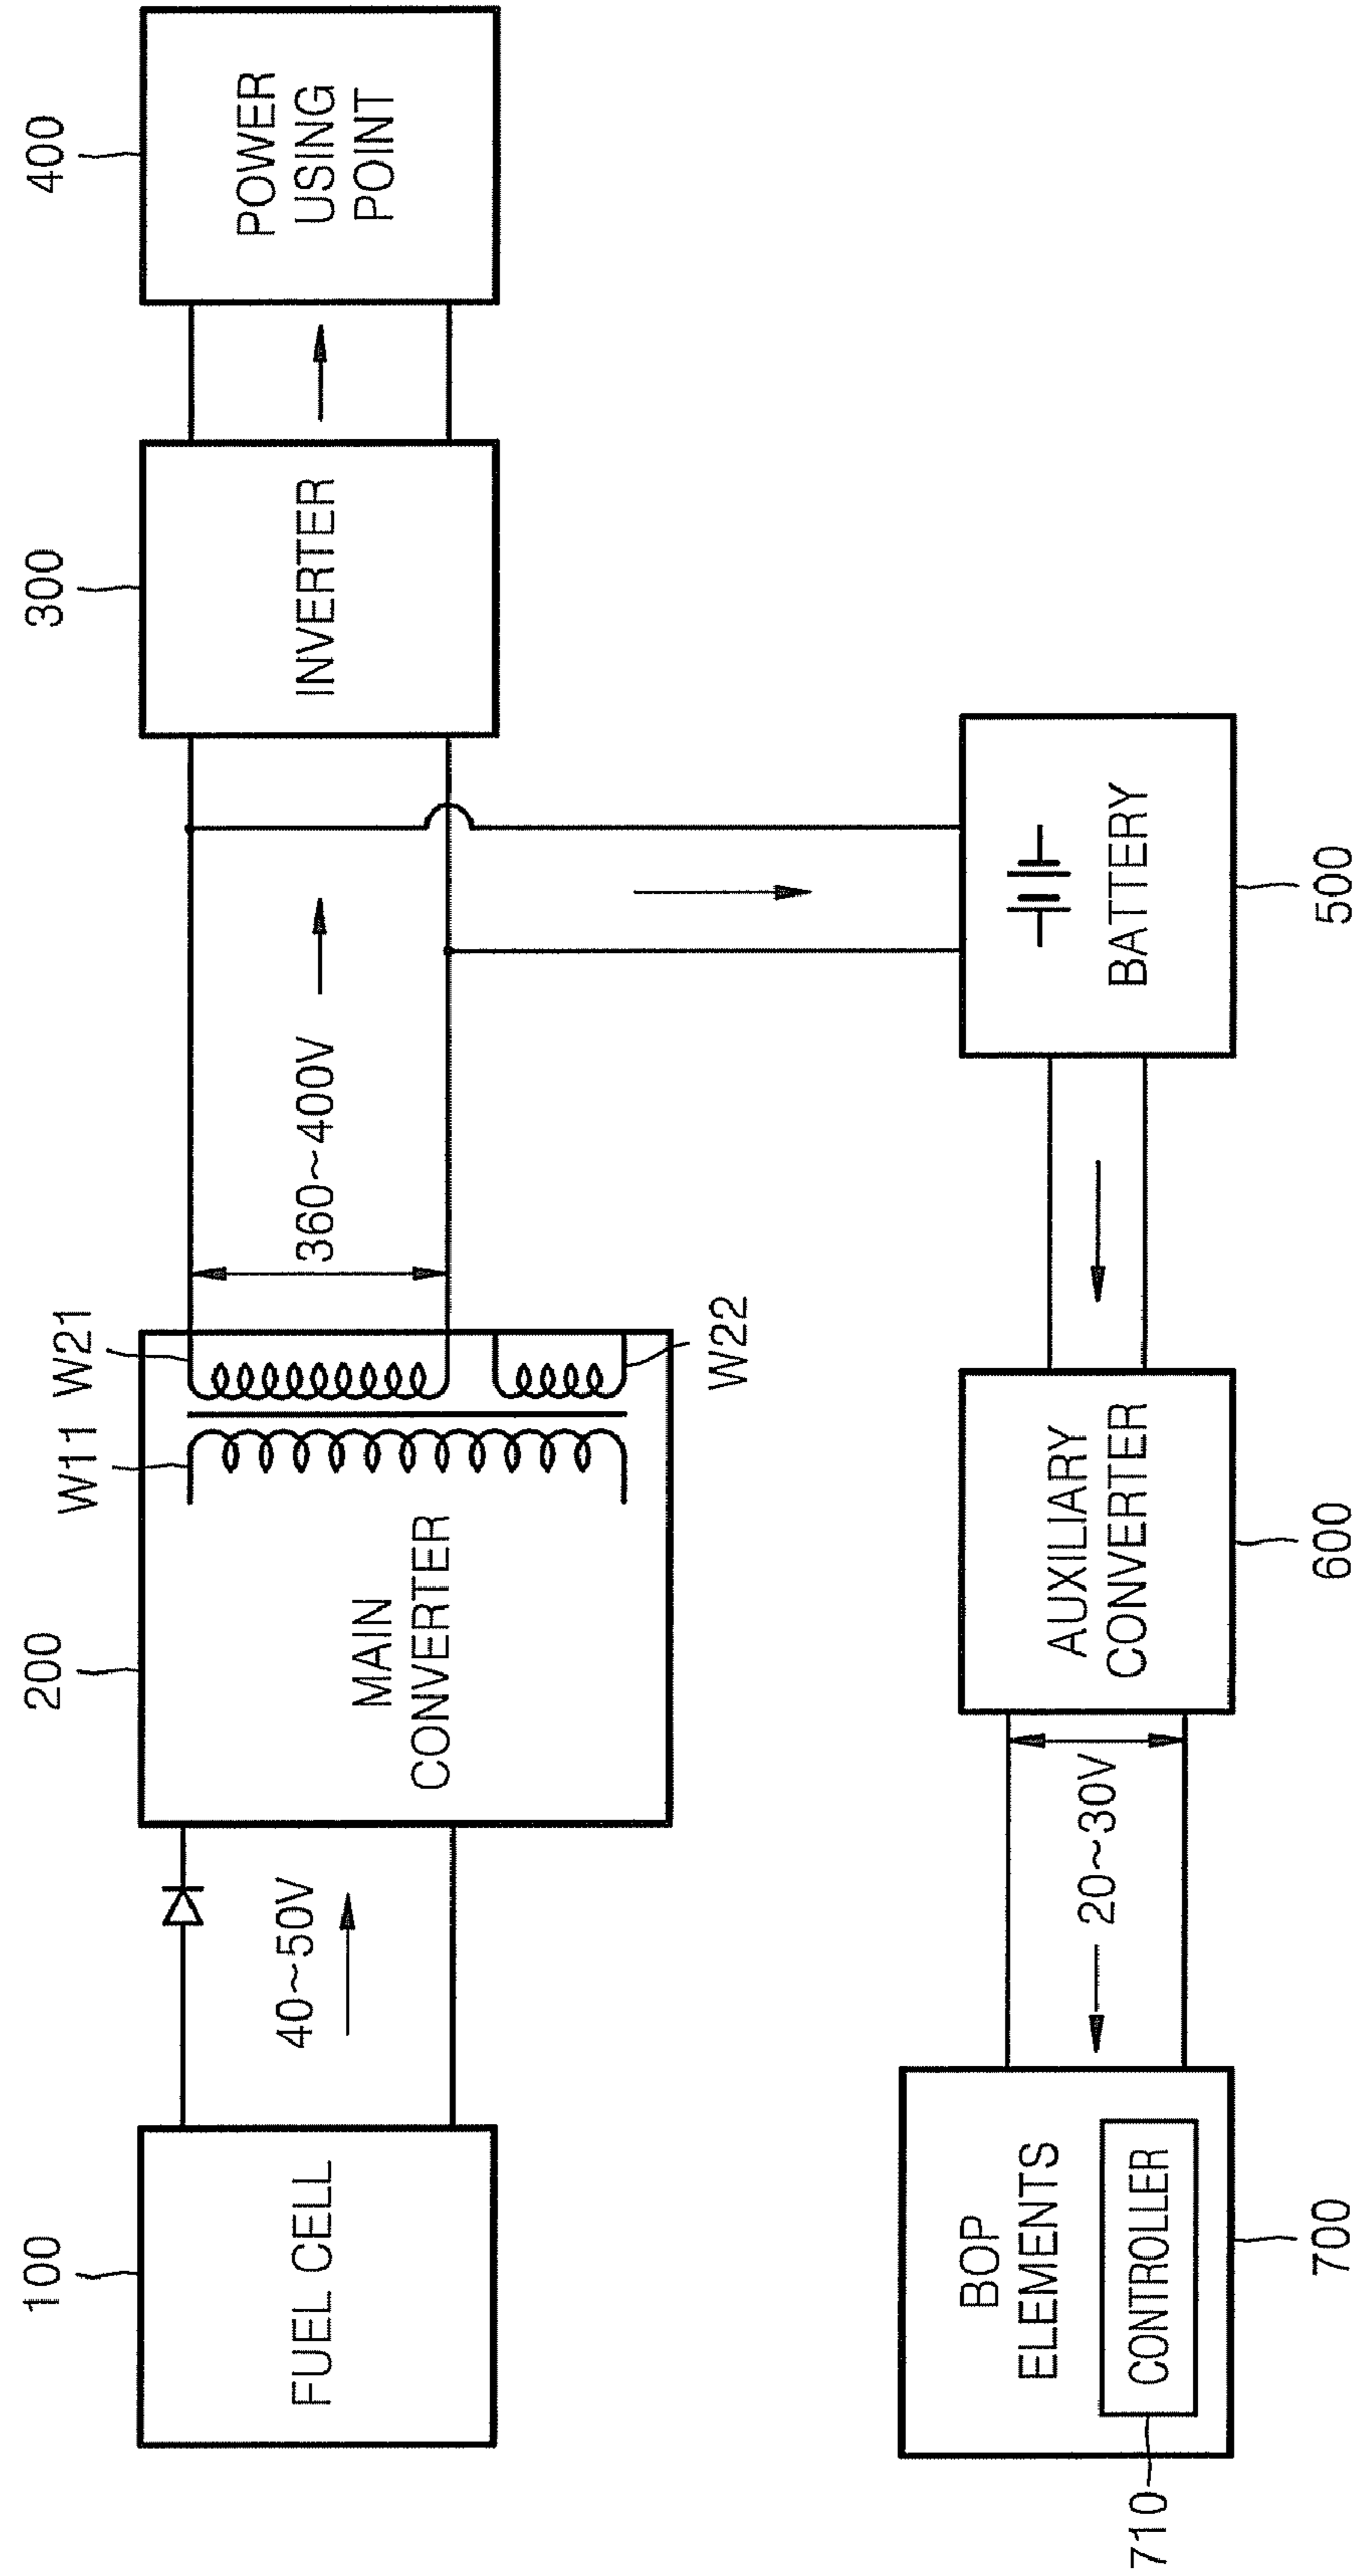 100
FUEL CELL
40~50V
200
MAIN
CONVERTER
W11
W21
W22
360~400V
300
INVERTER
400
POWER
USING
POINT
BATTERY
500
AUXILIARY
CONVERTER
600
20~30V
BOP
ELEMENTS
CONTROLLER
700
710